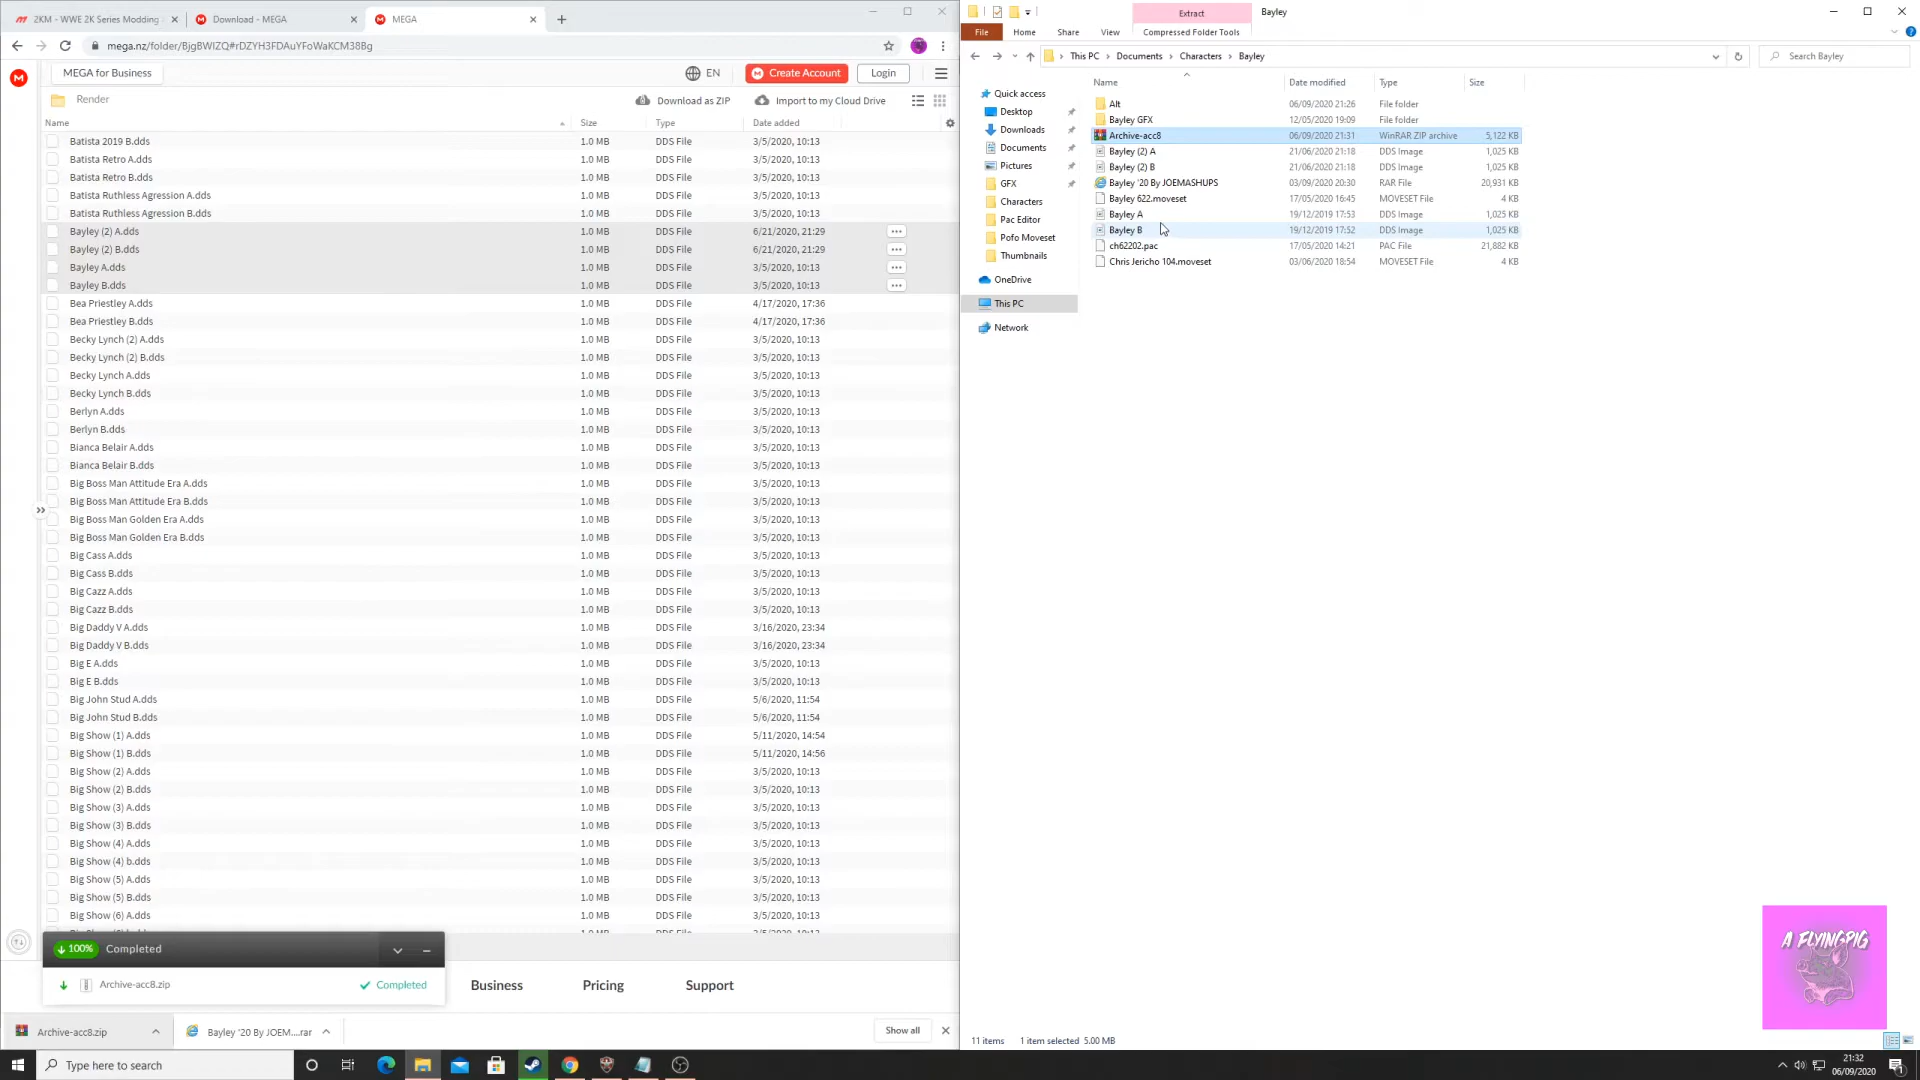 2KM - WWE 2K Series Modding
Download - MEGA
MEGA
mega.nz/folder/BjgBWIZQ#rDZYH3FDAuYFoWaKCM38Bg
MEGA for Business
EN
Create Account
Login
Render
Download as ZIP
Import to my Cloud Drive
Name Size Type Date added
Batista 2019 B.dds 1.0 MB DDS File 3/5/2020, 10:13
Batista Retro A.dds 1.0 MB DDS File 3/5/2020, 10:13
Batista Retro B.dds 1.0 MB DDS File 3/5/2020, 10:13
Batista Ruthless Agression A.dds 1.0 MB DDS File 3/5/2020, 10:13
Batista Ruthless Agression B.dds 1.0 MB DDS File 3/5/2020, 10:13
Bayley (2) A.dds 1.0 MB DDS File 6/21/2020, 21:29
Bayley (2) B.dds 1.0 MB DDS File 6/21/2020, 21:29
Bayley A.dds 1.0 MB DDS File 3/5/2020, 10:13
Bayley B.dds 1.0 MB DDS File 3/5/2020, 10:13
Bea Priestley A.dds 1.0 MB DDS File 4/17/2020, 17:36
Bea Priestley B.dds 1.0 MB DDS File 4/17/2020, 17:36
Becky Lynch (2) A.dds 1.0 MB DDS File 3/5/2020, 10:13
Becky Lynch (2) B.dds 1.0 MB DDS File 3/5/2020, 10:13
Becky Lynch A.dds 1.0 MB DDS File 3/5/2020, 10:13
Becky Lynch B.dds 1.0 MB DDS File 3/5/2020, 10:13
Berlyn A.dds 1.0 MB DDS File 3/5/2020, 10:13
Berlyn B.dds 1.0 MB DDS File 3/5/2020, 10:13
Bianca Belair A.dds 1.0 MB DDS File 3/5/2020, 10:13
Bianca Belair B.dds 1.0 MB DDS File 3/5/2020, 10:13
Big Boss Man Attitude Era A.dds 1.0 MB DDS File 3/5/2020, 10:13
Big Boss Man Attitude Era B.dds 1.0 MB DDS File 3/5/2020, 10:13
Big Boss Man Golden Era A.dds 1.0 MB DDS File 3/5/2020, 10:13
Big Boss Man Golden Era B.dds 1.0 MB DDS File 3/5/2020, 10:13
Big Cass A.dds 1.0 MB DDS File 3/5/2020, 10:13
Big Cass B.dds 1.0 MB DDS File 3/5/2020, 10:13
Big Cazz A.dds 1.0 MB DDS File 3/5/2020, 10:13
Big Cazz B.dds 1.0 MB DDS File 3/5/2020, 10:13
Big Daddy V A.dds 1.0 MB DDS File 3/16/2020, 23:34
Big Daddy V B.dds 1.0 MB DDS File 3/16/2020, 23:34
Big E A.dds 1.0 MB DDS File 3/5/2020, 10:13
Big E B.dds 1.0 MB DDS File 3/5/2020, 10:13
Big John Stud A.dds 1.0 MB DDS File 5/6/2020, 11:54
Big John Stud B.dds 1.0 MB DDS File 5/6/2020, 11:54
Big Show (1) A.dds 1.0 MB DDS File 5/11/2020, 14:54
Big Show (1) B.dds 1.0 MB DDS File 5/11/2020, 14:56
Big Show (2) A.dds 1.0 MB DDS File 3/5/2020, 10:13
Big Show (2) B.dds 1.0 MB DDS File 3/5/2020, 10:13
Big Show (3) A.dds 1.0 MB DDS File 3/5/2020, 10:13
Big Show (3) B.dds 1.0 MB DDS File 3/5/2020, 10:13
Big Show (4) A.dds 1.0 MB DDS File 3/5/2020, 10:13
Big Show (4) b.dds 1.0 MB DDS File 3/5/2020, 10:13
Big Show (5) A.dds 1.0 MB DDS File 3/5/2020, 10:13
Big Show (5) B.dds 1.0 MB DDS File 3/5/2020, 10:13
Big Show (6) A.dds 1.0 MB DDS File 3/5/2020, 10:13
100% Completed
Archive-acc8.zip Completed
Business Pricing Support
Archive-acc8.zip
Bayley '20 By JOEM....rar
Show all
Extract
Bayley
File Home Share View Compressed Folder Tools
This PC > Documents > Characters > Bayley
Search Bayley
Name Date modified Type Size
Quick access
Desktop
Downloads
Documents
Pictures
GFX
Characters
Pac Editor
Pofo Moveset
Thumbnails
OneDrive
This PC
Network
Alt 06/09/2020 21:26 File folder
Bayley GFX 12/05/2020 19:09 File folder
Archive-acc8 06/09/2020 21:31 WinRAR ZIP archive 5,122 KB
Bayley (2) A 21/06/2020 21:18 DDS Image 1,025 KB
Bayley (2) B 21/06/2020 21:18 DDS Image 1,025 KB
Bayley '20 By JOEMASHUPS 03/09/2020 20:30 RAR File 20,931 KB
Bayley 622.moveset 17/05/2020 16:45 MOVESET File 4 KB
Bayley A 19/12/2019 17:53 DDS Image 1,025 KB
Bayley B 19/12/2019 17:52 DDS Image 1,025 KB
ch62202.pac 17/05/2020 14:21 PAC File 21,882 KB
Chris Jericho 104.moveset 03/06/2020 18:54 MOVESET File 4 KB
A FLYINGPIG
11 items 1 item selected 5.00 MB
Type here to search
21:32
06/09/2020